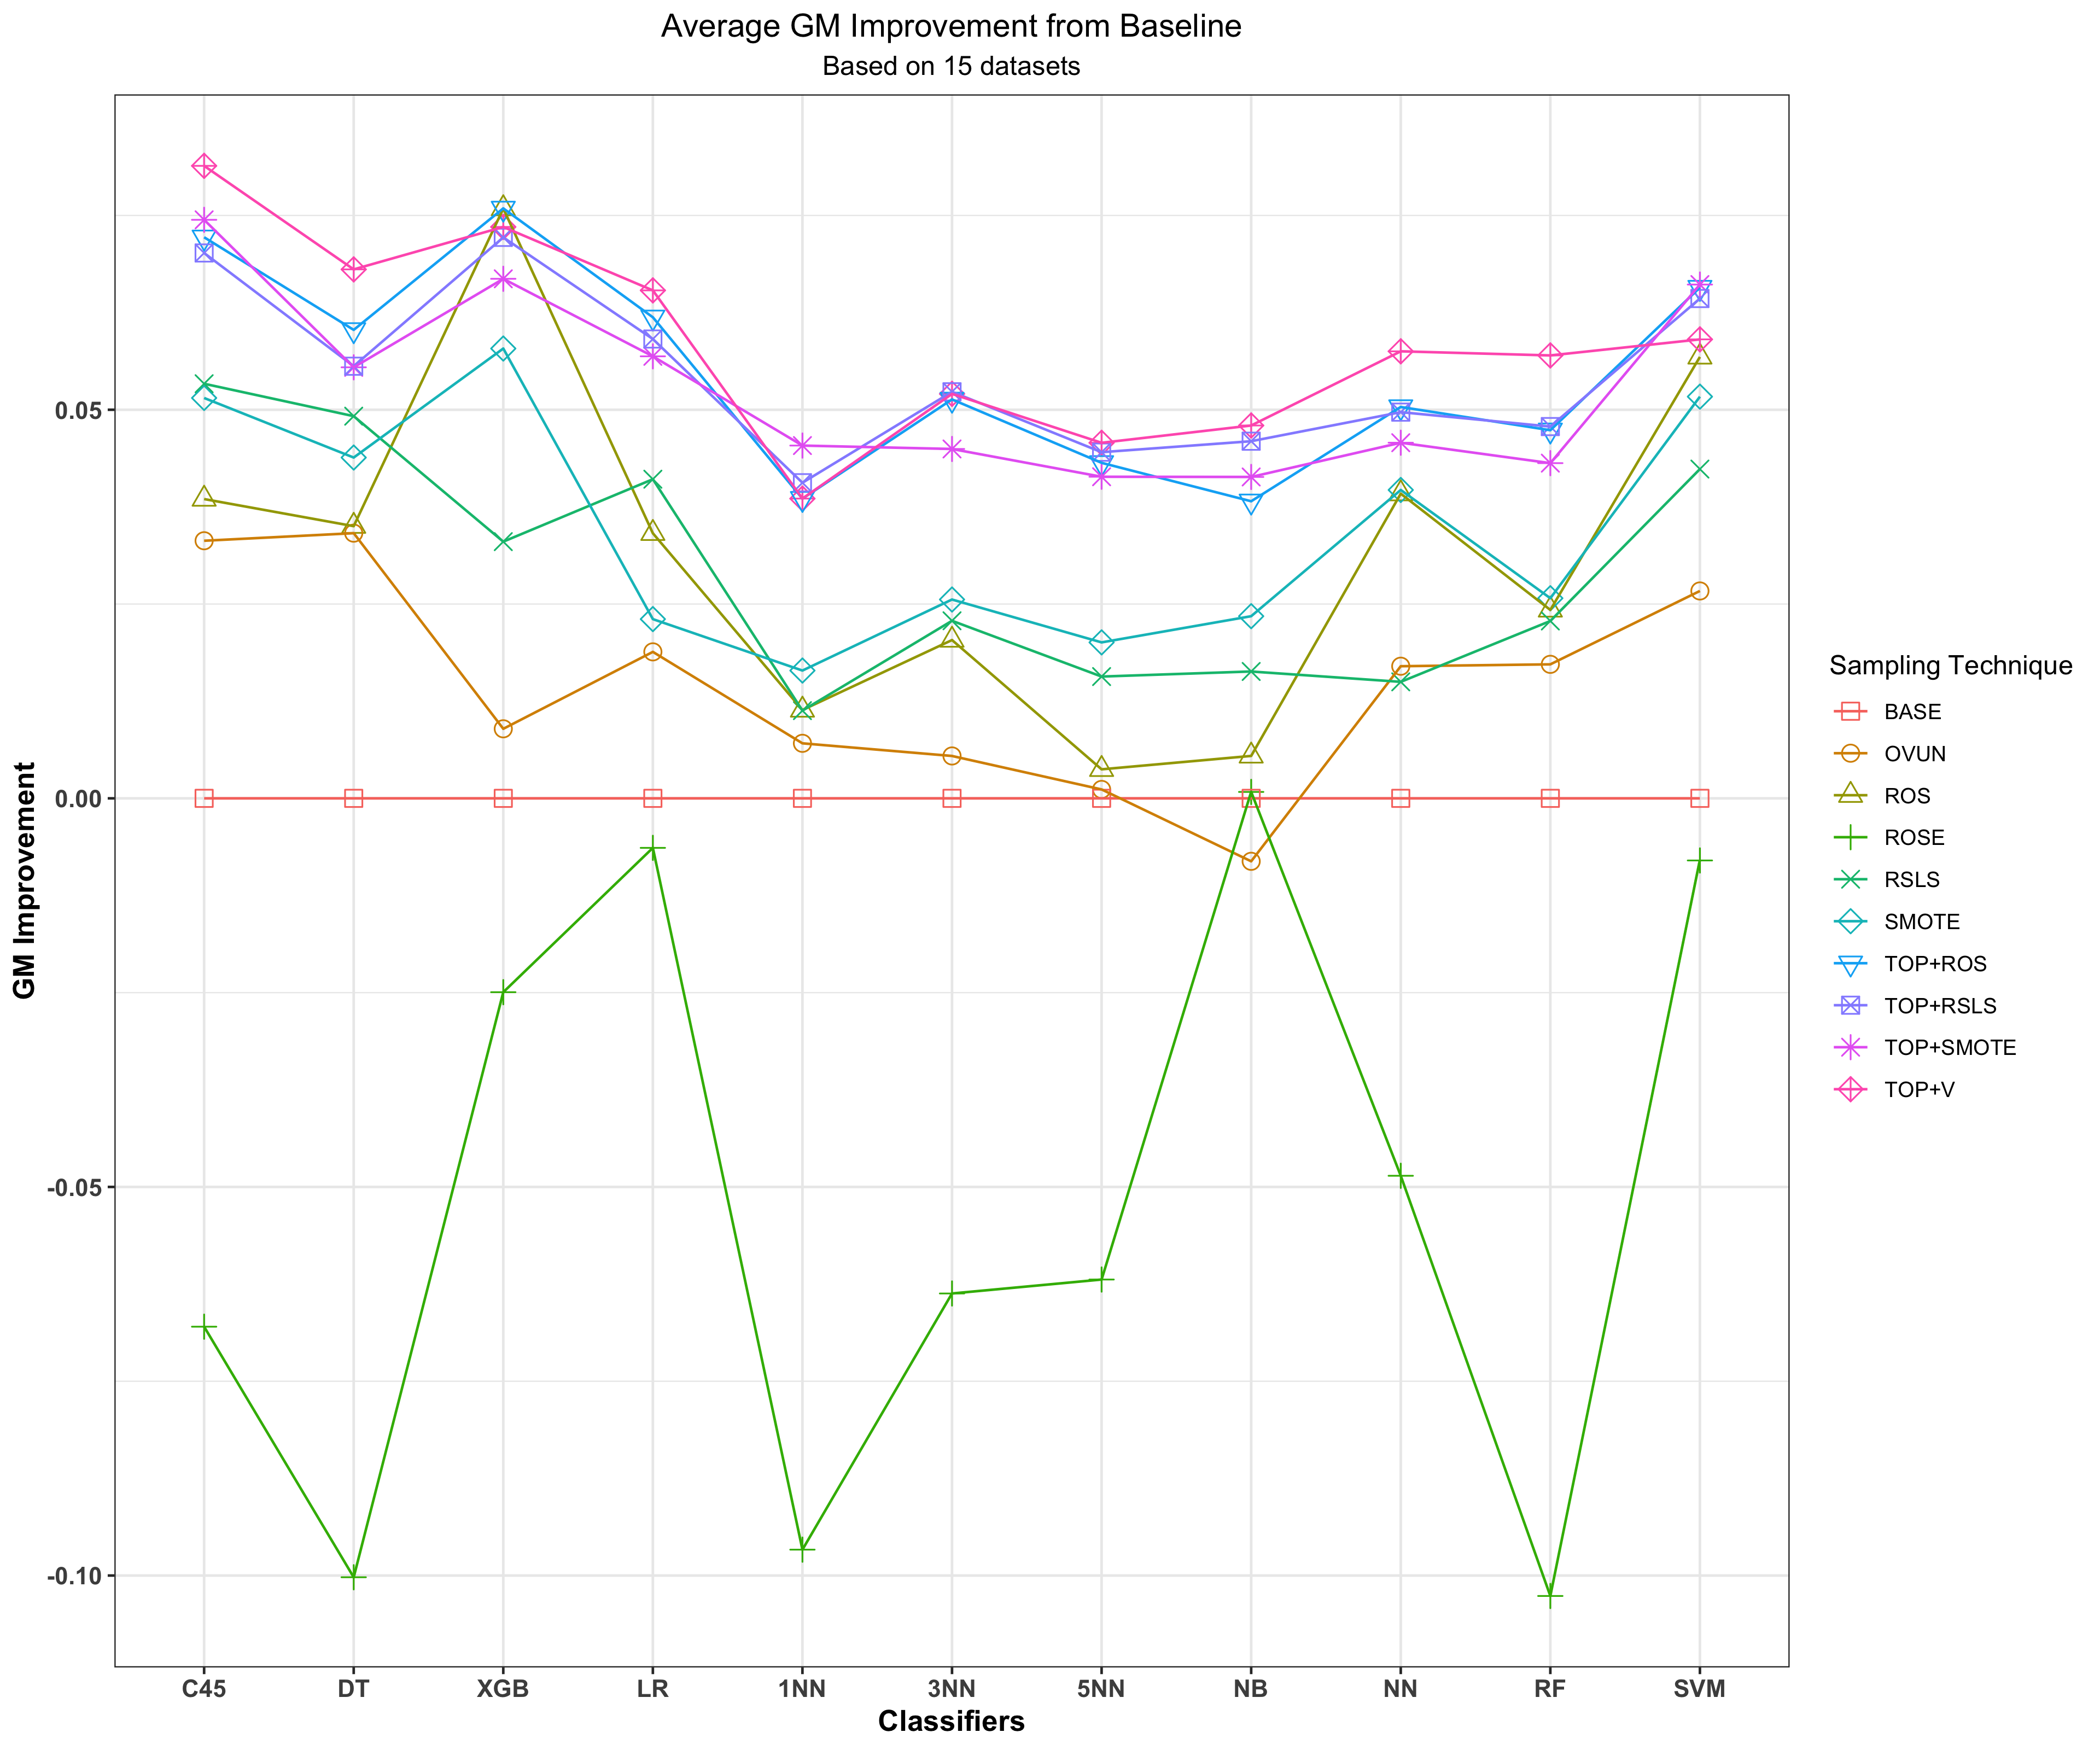 Average GM Improvement from Baseline
Based on 15 datasets
GM Improvement
0.05
0.00
-0.05
-0.10
C45 DT XGB LR 1NN 3NN 5NN NB NN RF SVM
Classifiers
Sampling Technique
BASE
OVUN
ROS
ROSE
RSLS
SMOTE
TOP+ROS
TOP+RSLS
TOP+SMOTE
TOP+V